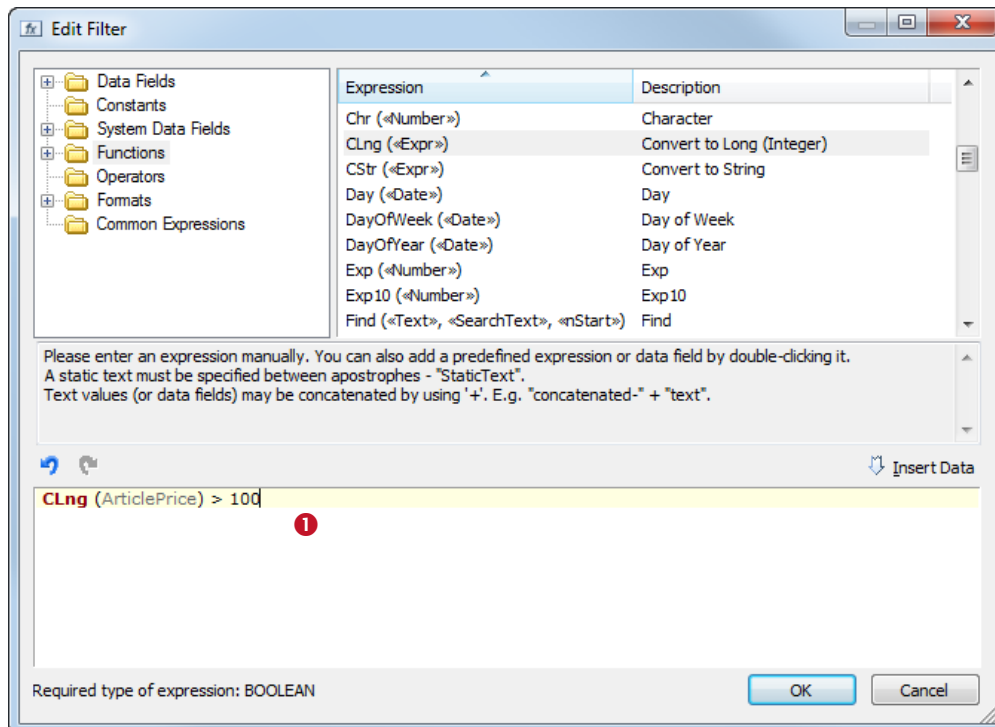 Edit Filter
Data Fields
Constants
System Data Fields
Functions
Operators
Formats
Common Expressions
Expression Description
Chr («Number») Character
CLng («Expr») Convert to Long (Integer)
CStr («Expr») Convert to String
Day («Date») Day
DayOfWeek («Date») Day of Week
DayOfYear («Date») Day of Year
Exp («Number») Exp
Exp10 («Number») Exp10
Find («Text», «SearchText», «nStart») Find
Please enter an expression manually. You can also add a predefined expression or data field by double-clicking it.
A static text must be specified between apostrophes - "StaticText".
Text values (or data fields) may be concatenated by using '+'. E.g. "concatenated-" + "text".
Insert Data
CLng (ArticlePrice) > 100
1
Required type of expression: BOOLEAN
OK Cancel